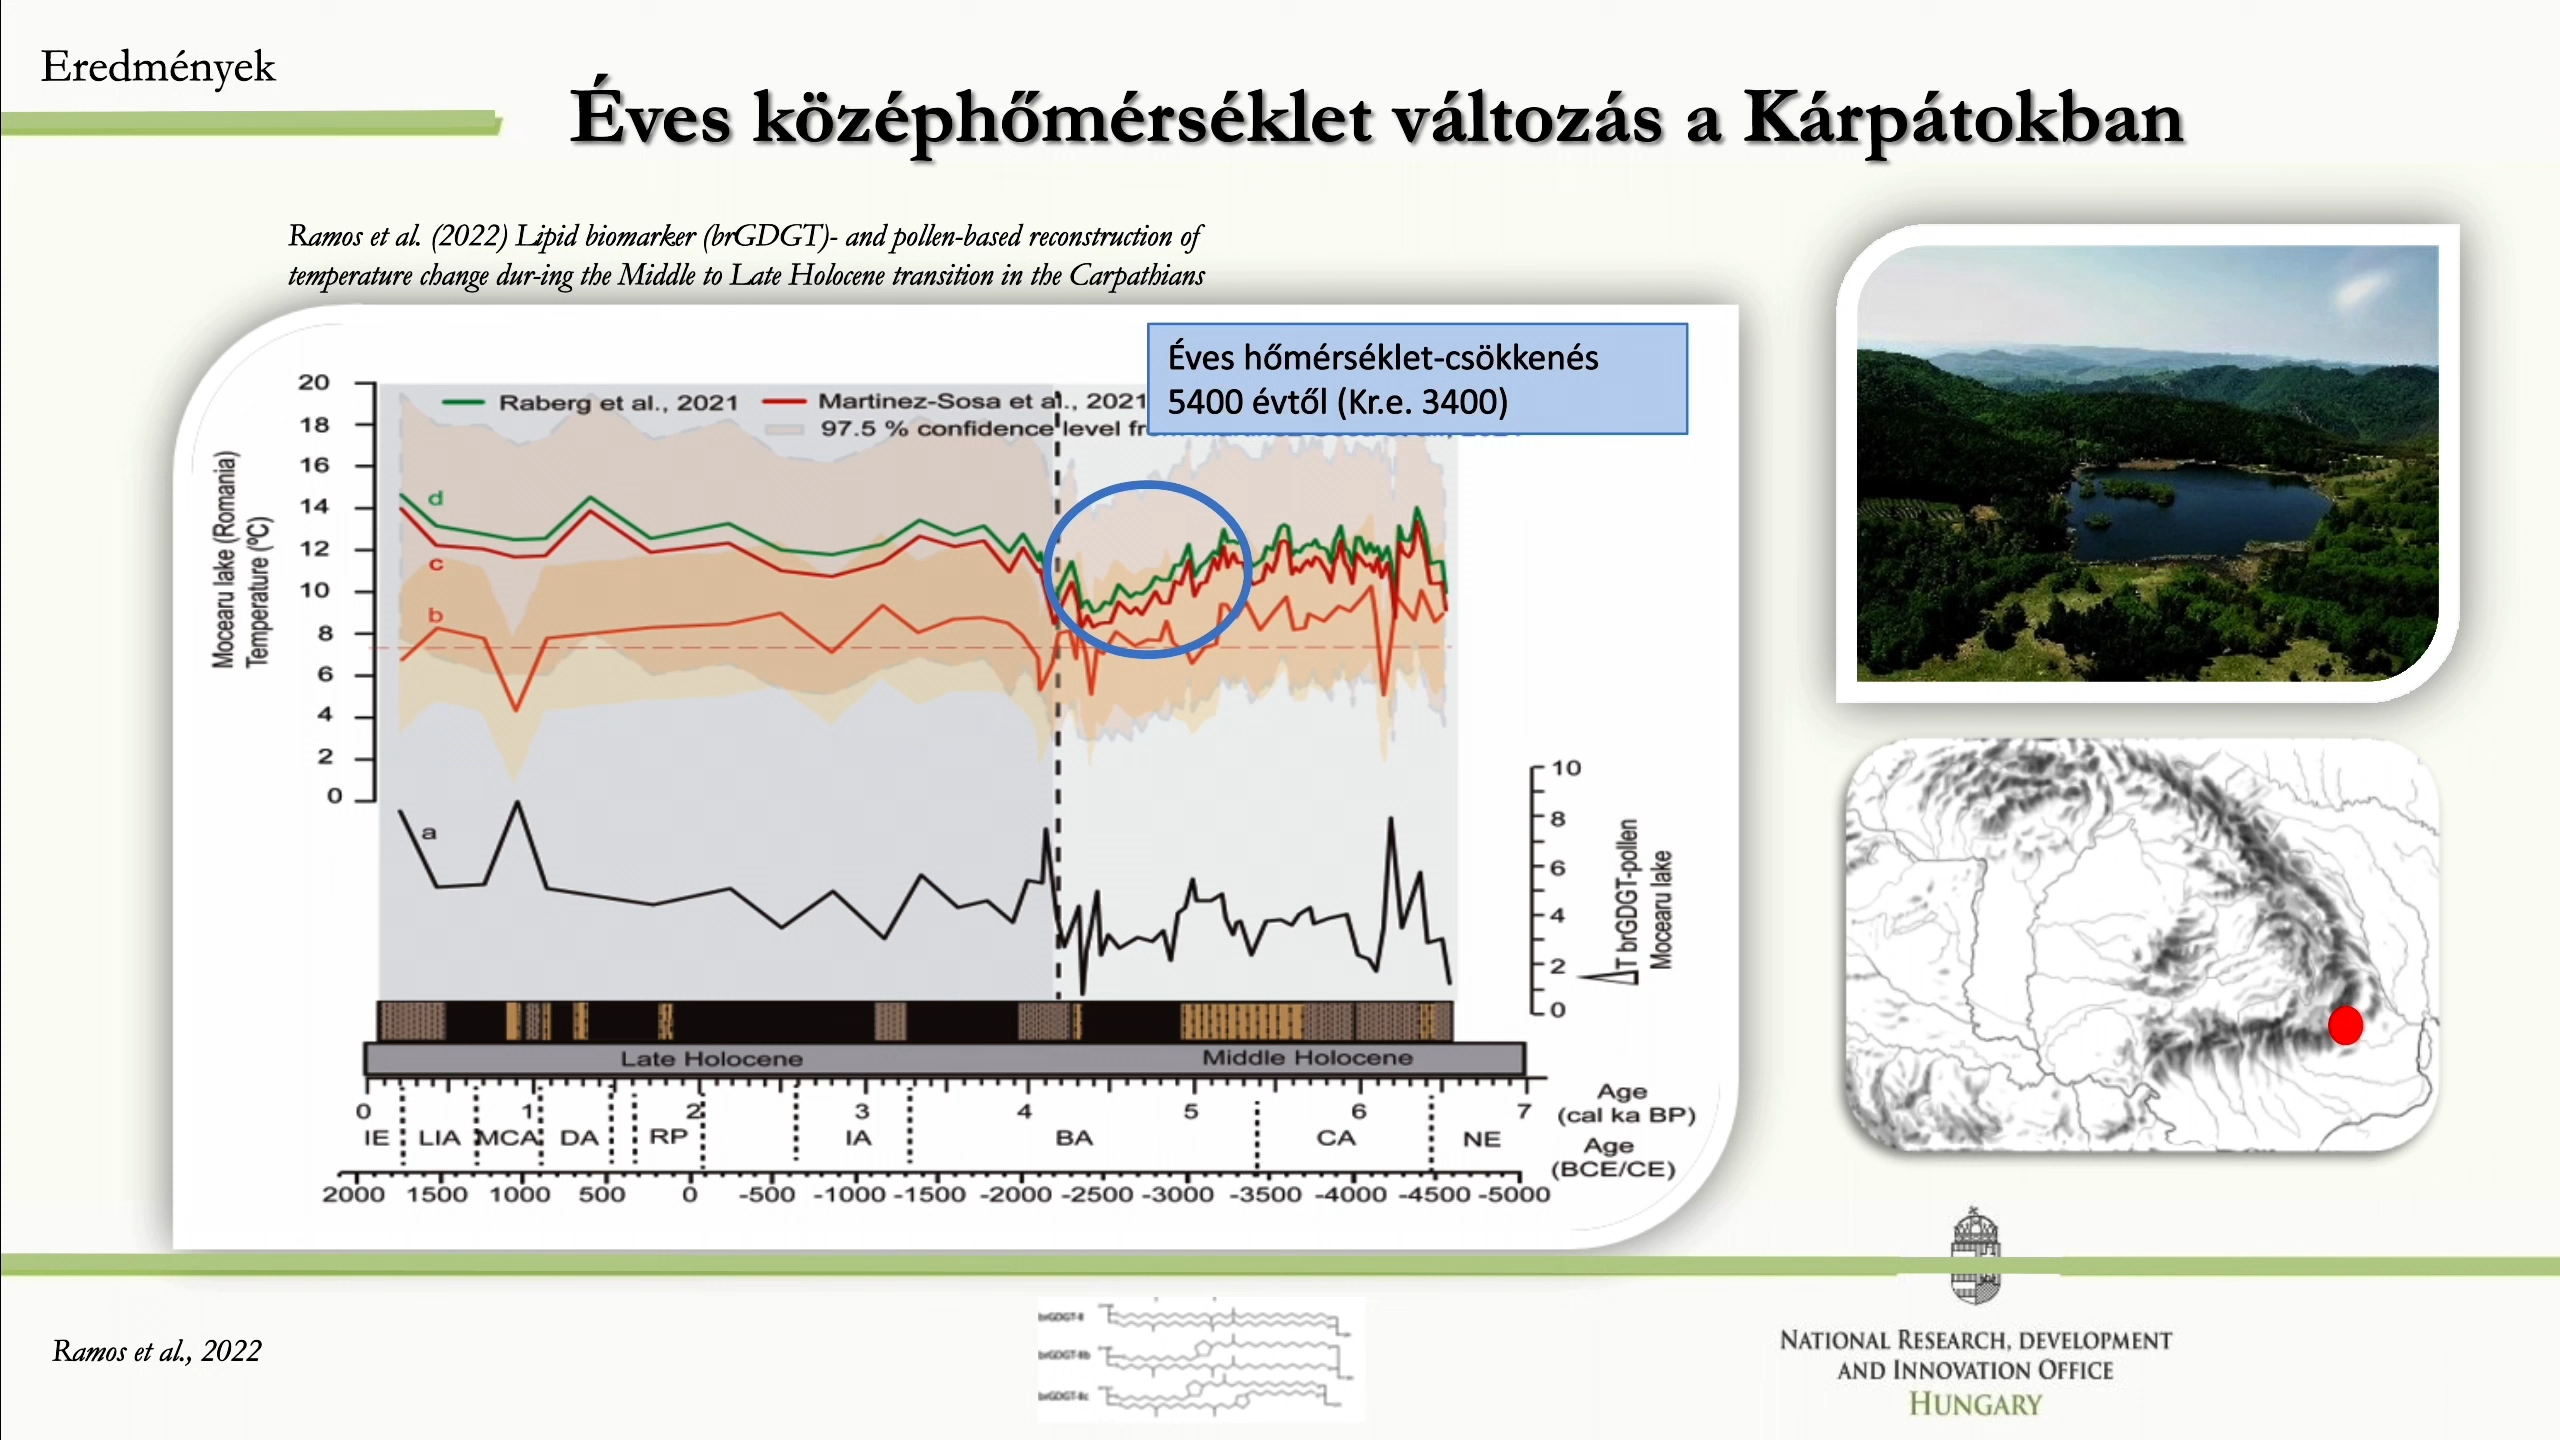 Eredmények
Éves középhőmérséklet változás a Kárpátokban
Ramos et al. (2022) Lipid biomarker (brGDGT)- and pollen-based reconstruction of
temperature change dur-ing the Middle to Late Holocene transition in the Carpathians
Éves hőmérséklet-csökkenés
5400 évtől (Kr.e. 3400)
Raberg et al., 2021
Martinez-Sosa et al., 2021
97.5 % confidence level
Mocearu lake (Romania)
Temperature (ºC)
20
18
16
14
12
10
8
6
4
2
0
d
c
b
a
10
8
6
4
2
0
T brGDGT-pollen
Mocearu lake
Late Holocene
Middle Holocene
0 1 2 3 4 5 6 7
Age
(cal ka BP)
IE LIA MCA DA RP IA BA CA NE
Age
(BCE/CE)
2000 1500 1000 500 0 -500 -1000 -1500 -2000 -2500 -3000 -3500 -4000 -4500 -5000
Ramos et al., 2022
NATIONAL RESEARCH, DEVELOPMENT
AND INNOVATION OFFICE
HUNGARY